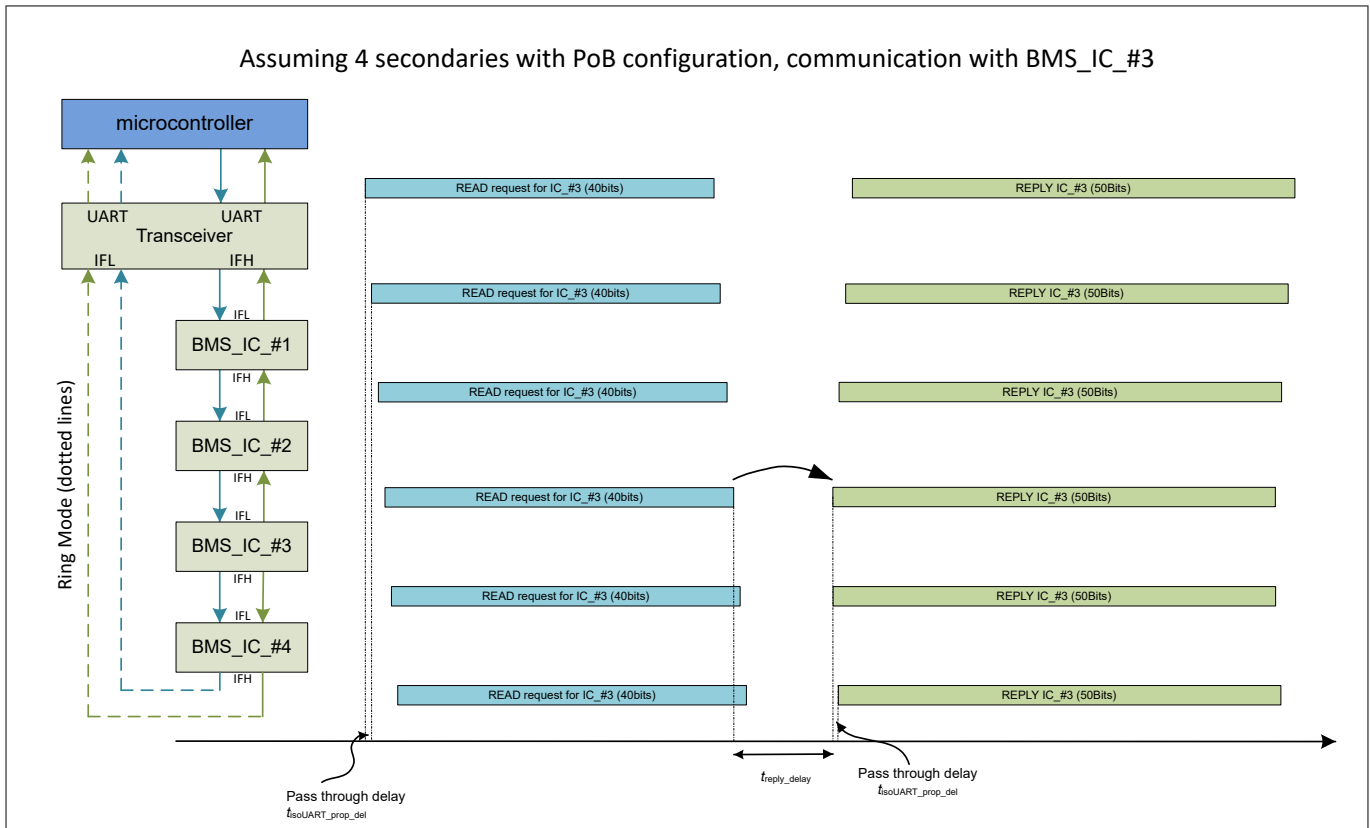 Assuming 4 secondaries with PoB configuration, communication with BMS_IC_#3
microcontroller
READ request for IC_#3 (40bits) REPLY IC_#3 (50Bits)
UART UART
Transceiver
IFL IFH
READ request for IC_#3 (40bits) REPLY IC_#3 (50Bits)
IFL
BMS_IC_#1
IFH
READ request for IC_#3 (40bits) REPLY IC_#3 (50Bits)
IFL
BMS_IC_#2
IFH
READ request for IC_#3 (40bits) REPLY IC_#3 (50Bits)
IFL
BMS_IC_#3
IFH
READ request for IC_#3 (40bits) REPLY IC_#3 (50Bits)
IFL
BMS_IC_#4
IFH
READ request for IC_#3 (40bits) REPLY IC_#3 (50Bits)
Ring Mode (dotted lines)
Pass through delay
tisoUART_prop_del
treply_delay
Pass through delay
tisoUART_prop_del